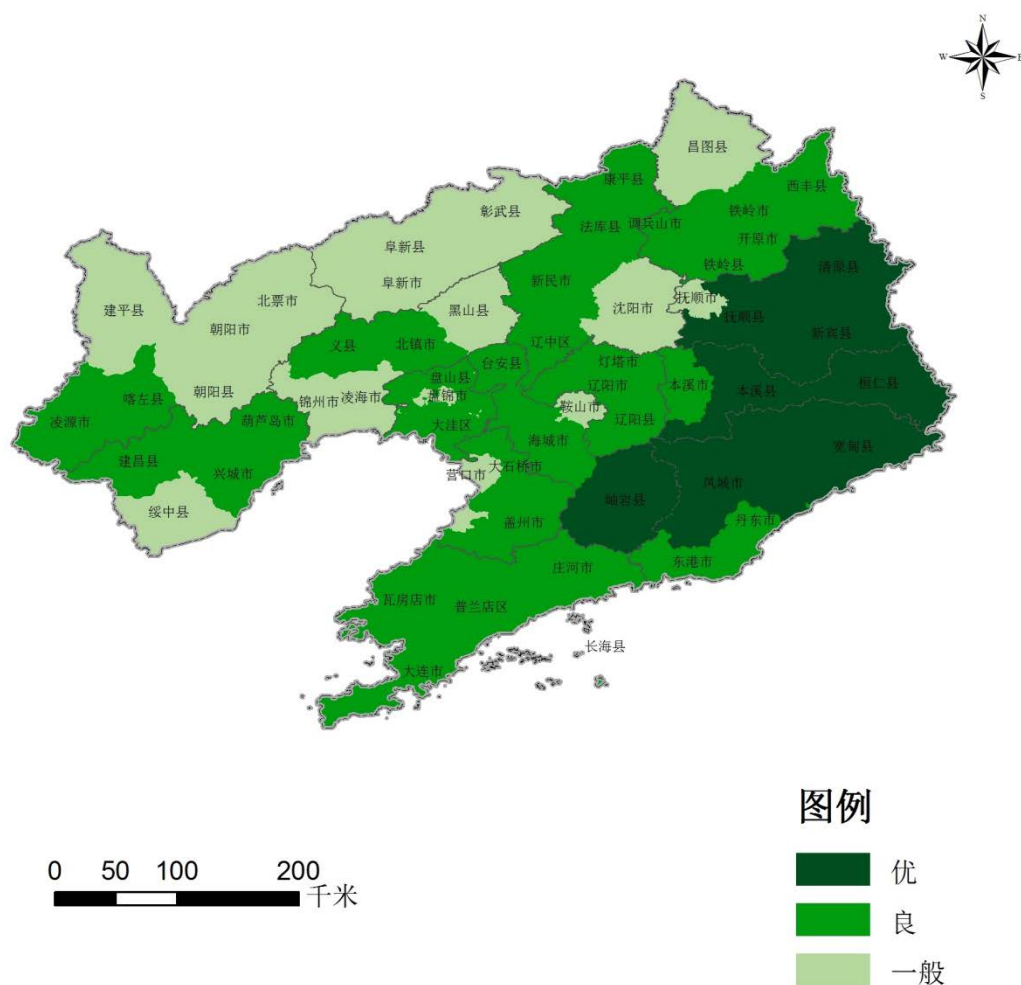 N
W
E
S
昌图县
康平县
西丰县
彰武县
铁岭市
法库县
调兵山市
开原市
阜新县
铁岭县
清原县
新民市
阜新市
抚顺市
北票市
建平县
黑山县
沈阳市
抚顺县
朝阳市
新宾县
义县
北镇市
辽中区
台安县
灯塔市
盘山县
辽阳市
本溪市
本溪县
桓仁县
朝阳县
喀左县
锦州市
凌海市
盘锦市
鞍山市
葫芦岛市
大洼区
辽阳县
凌源市
海城市
宽甸县
建昌县
兴城市
营口市
大石桥市
凤城市
岫岩县
绥中县
盖州市
丹东市
庄河市
东港市
瓦房店市
普兰店区
长海县
大连市
图例
优
良
一般
0 50 100 200
千米